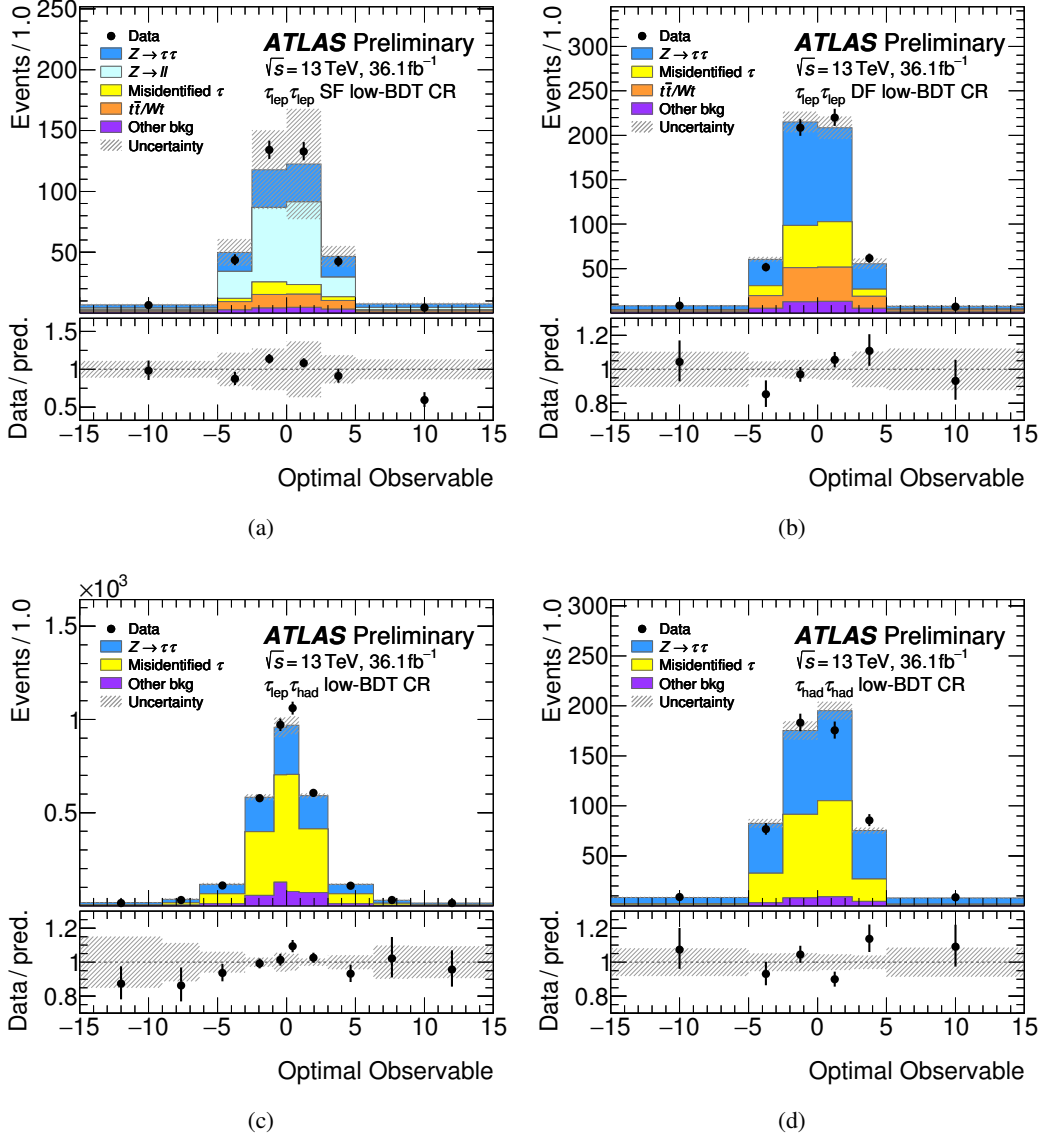 Events / 1.0
250
200
150
100
50
Data
Z → ττ
Z → ll
Misidentified τ
tt̄/Wt
Other bkg
Uncertainty
ATLAS Preliminary
√s = 13 TeV, 36.1 fb⁻¹
τ_lep τ_lep SF low-BDT CR
Data / pred.
1.5
1
0.5
−15 −10 −5 0 5 10 15
Optimal Observable
(a)
Events / 1.0
300
250
200
150
100
50
Data
Z → ττ
Misidentified τ
tt̄/Wt
Other bkg
Uncertainty
ATLAS Preliminary
√s = 13 TeV, 36.1 fb⁻¹
τ_lep τ_lep DF low-BDT CR
Data / pred.
1.2
1
0.8
−15 −10 −5 0 5 10 15
Optimal Observable
(b)
×10³
Events / 1.0
1.5
1
0.5
Data
Z → ττ
Misidentified τ
Other bkg
Uncertainty
ATLAS Preliminary
√s = 13 TeV, 36.1 fb⁻¹
τ_lep τ_had low-BDT CR
Data / pred.
1.2
1
0.8
−15 −10 −5 0 5 10 15
Optimal Observable
(c)
Events / 1.0
300
250
200
150
100
50
Data
Z → ττ
Misidentified τ
Other bkg
Uncertainty
ATLAS Preliminary
√s = 13 TeV, 36.1 fb⁻¹
τ_had τ_had low-BDT CR
Data / pred.
1.2
1
0.8
−15 −10 −5 0 5 10 15
Optimal Observable
(d)